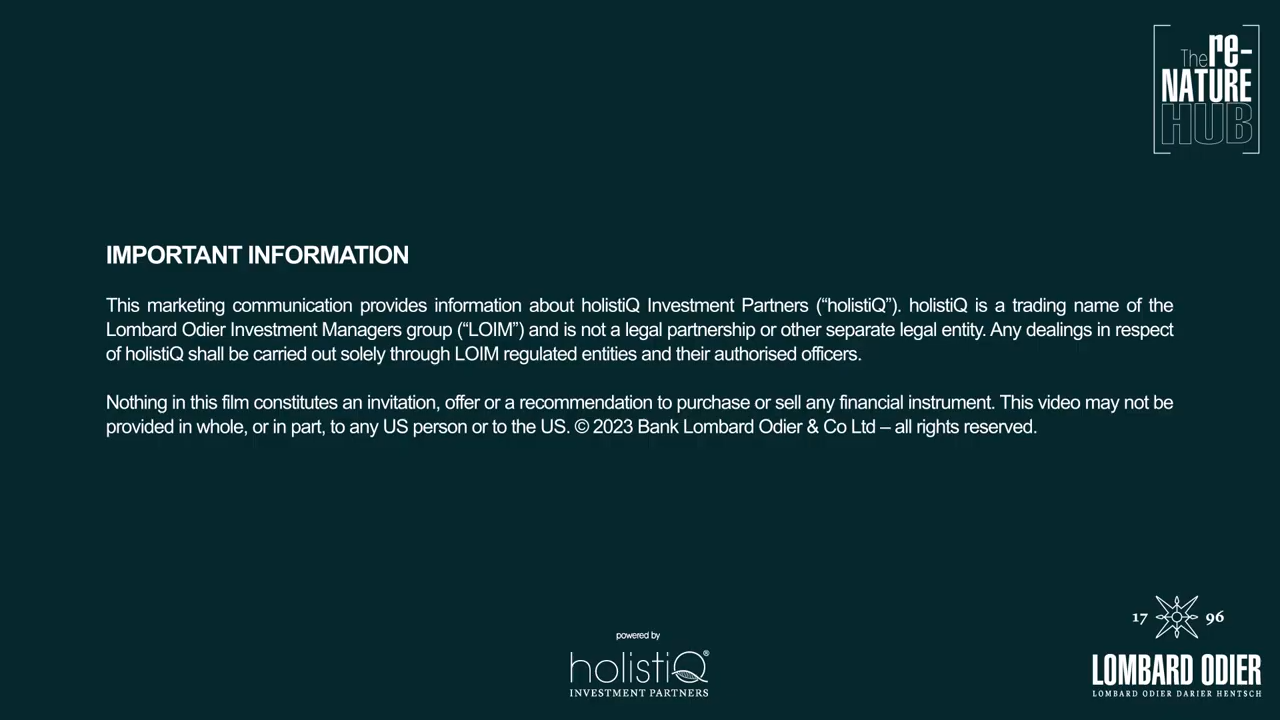 The re-
NATURE
HUB
IMPORTANT INFORMATION
This marketing communication provides information about holistiQ Investment Partners (“holistiQ”). holistiQ is a trading name of the
Lombard Odier Investment Managers group (“LOIM”) and is not a legal partnership or other separate legal entity. Any dealings in respect
of holistiQ shall be carried out solely through LOIM regulated entities and their authorised officers.
Nothing in this film constitutes an invitation, offer or a recommendation to purchase or sell any financial instrument. This video may not be
provided in whole, or in part, to any US person or to the US. © 2023 Bank Lombard Odier & Co Ltd – all rights reserved.
powered by
holistiQ®
INVESTMENT PARTNERS
17 96
LOMBARD ODIER
LOMBARD ODIER DARIER HENTSCH